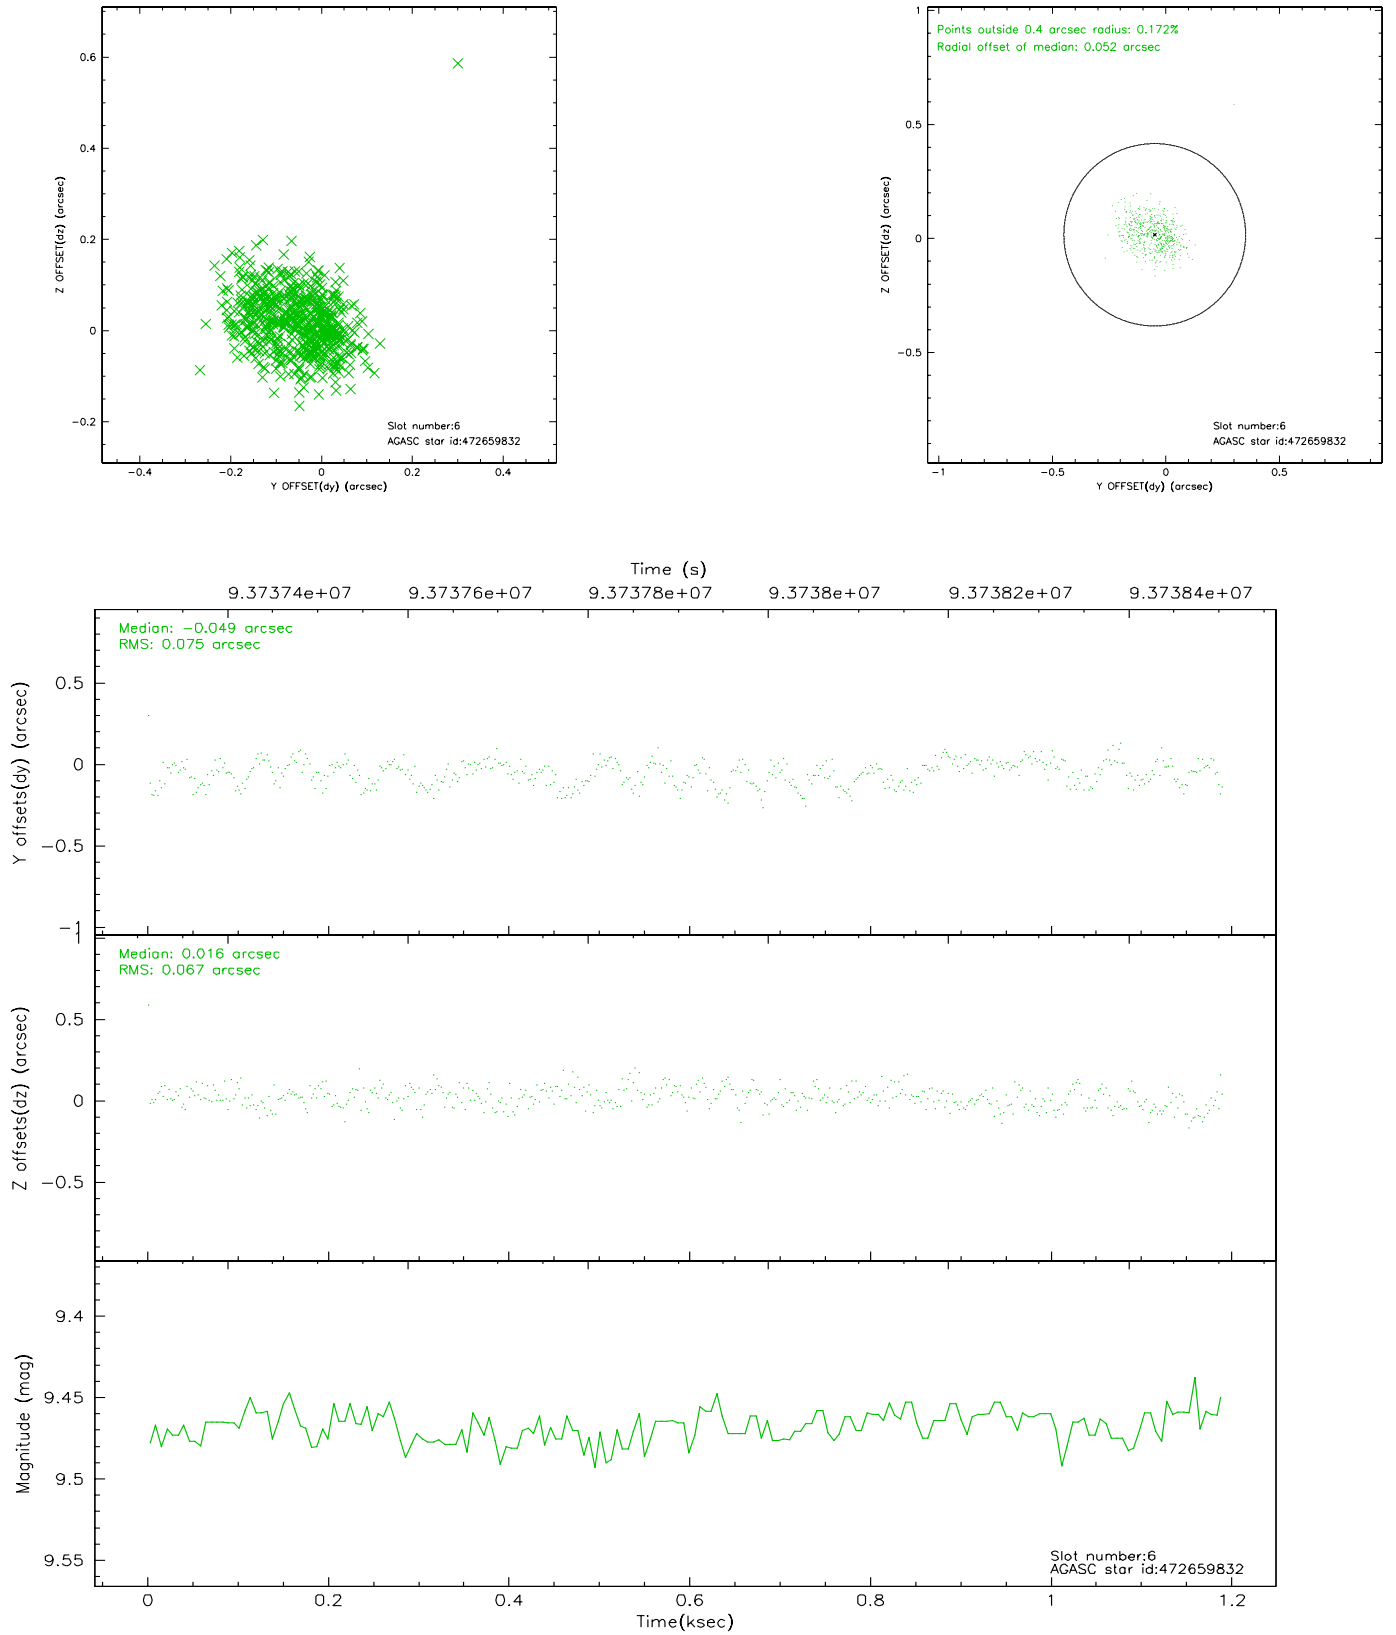 0.6
0.4
0.2
0
−0.2
Z OFFSET(dz) (arcsec)
Slot number:6
AGASC star id:472659832
−0.4 −0.2 0 0.2 0.4
Y OFFSET(dy) (arcsec)
Points outside 0.4 arcsec radius: 0.172%
Radial offset of median: 0.052 arcsec
1
0.5
0
−0.5
Z OFFSET(dz) (arcsec)
Slot number:6
AGASC star id:472659832
−1 −0.5 0 0.5
Y OFFSET(dy) (arcsec)
Time (s)
9.37374e+07 9.37376e+07 9.37378e+07 9.3738e+07 9.37382e+07 9.37384e+07
Median: −0.049 arcsec
RMS: 0.075 arcsec
0.5
0
−0.5
−1
Y offsets(dy) (arcsec)
Median: 0.016 arcsec
RMS: 0.067 arcsec
1
0.5
0
−0.5
Z offsets(dz) (arcsec)
9.4
9.45
9.5
9.55
Magnitude (mag)
Slot number:6
AGASC star id:472659832
0 0.2 0.4 0.6 0.8 1 1.2
Time(ksec)